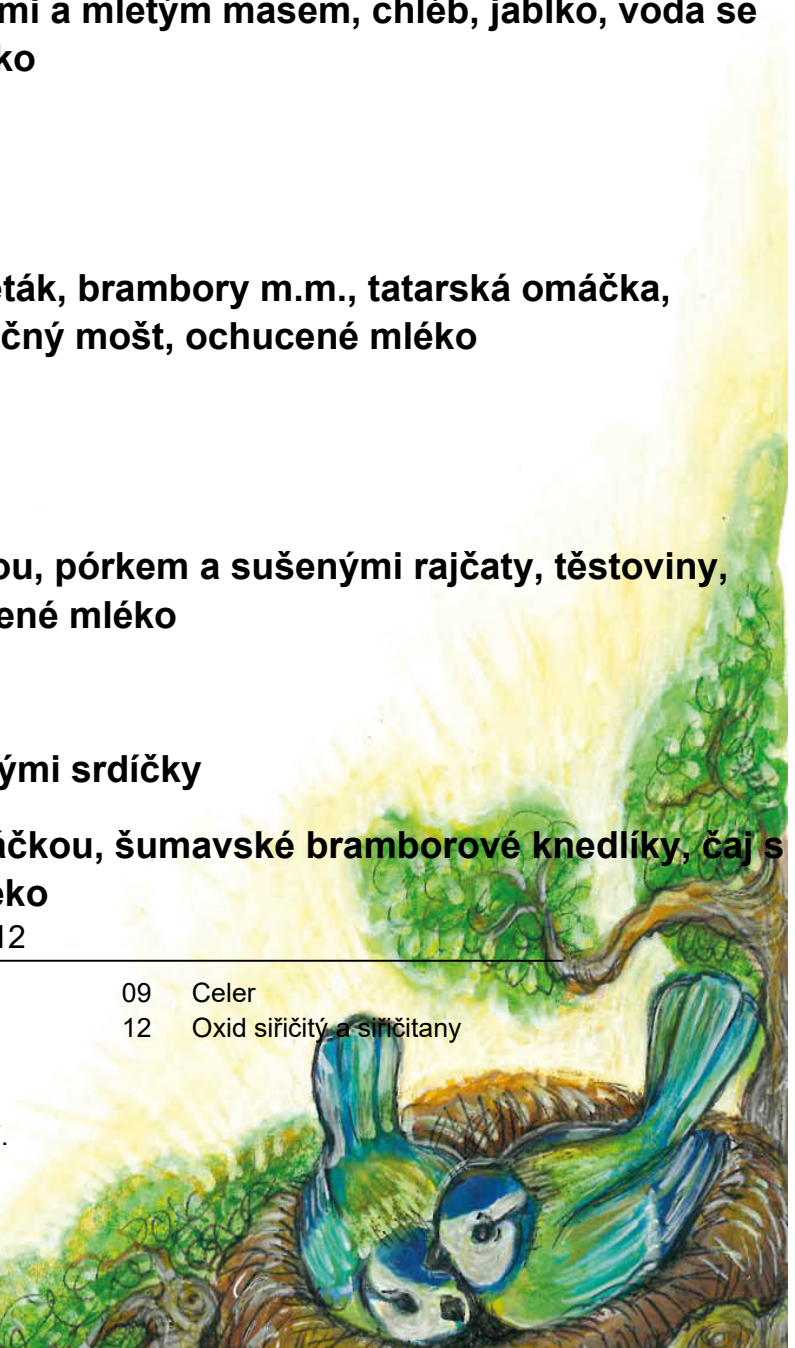 mi a mletým masem, chléb, jablko, voda se
ko
eták, brambory m.m., tatarská omáčka,
čný mošt, ochucené mléko
ou, pórkem a sušenými rajčaty, těstoviny,
ené mléko
ými srdíčky
áčkou, šumavské bramborové knedlíky, čaj s
éko
12
09 Celer
12 Oxid siřičitý a siřičitany
.